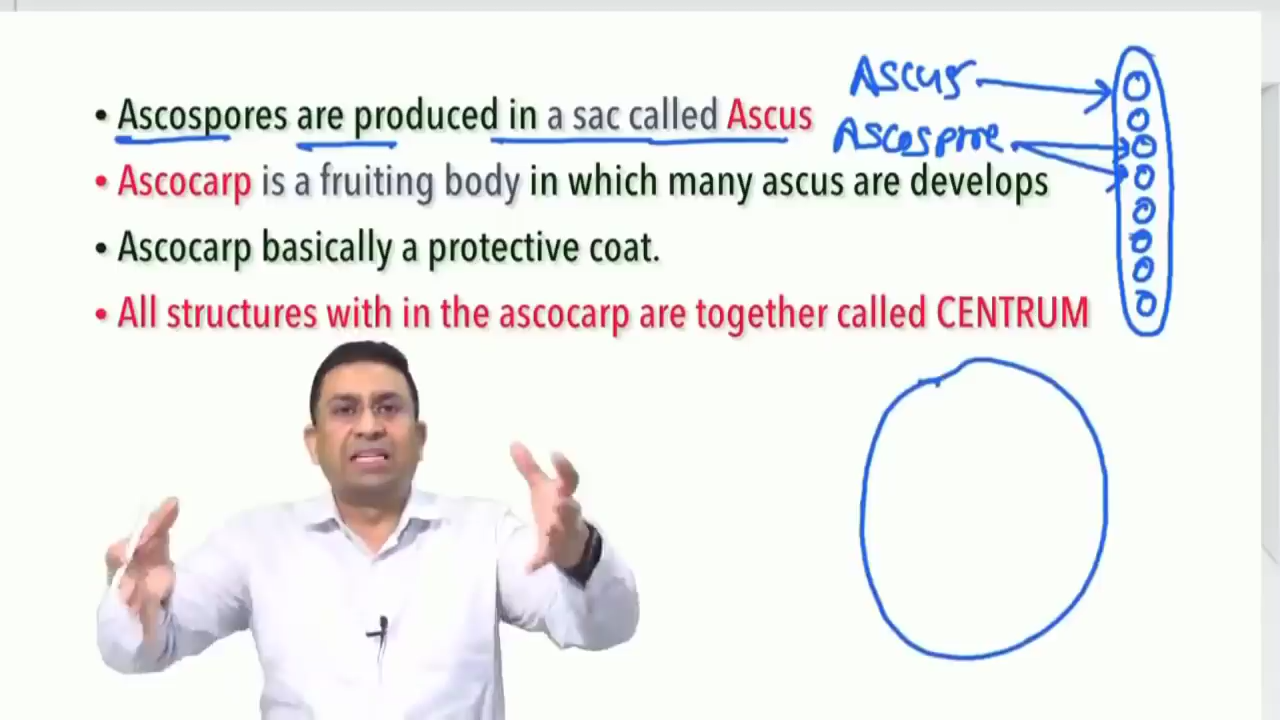 • Ascospores are produced in a sac called Ascus
• Ascocarp is a fruiting body in which many ascus are develops
• Ascocarp basically a protective coat.
• All structures with in the ascocarp are together called CENTRUM
Ascus
Ascospore